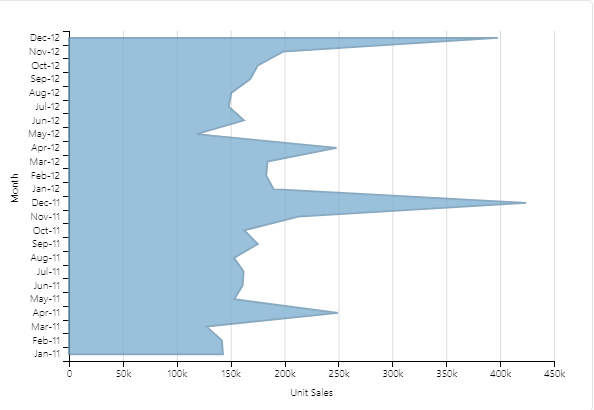 Dec-12
Nov-12
Oct-12
Sep-12
Aug-12
Jul-12
Jun-12
May-12
Apr-12
Mar-12
Feb-12
Jan-12
Dec-11
Nov-11
Oct-11
Sep-11
Aug-11
Jul-11
Jun-11
May-11
Apr-11
Mar-11
Feb-11
Jan-11
Month
0 50k 100k 150k 200k 250k 300k 350k 400k 450k
Unit Sales